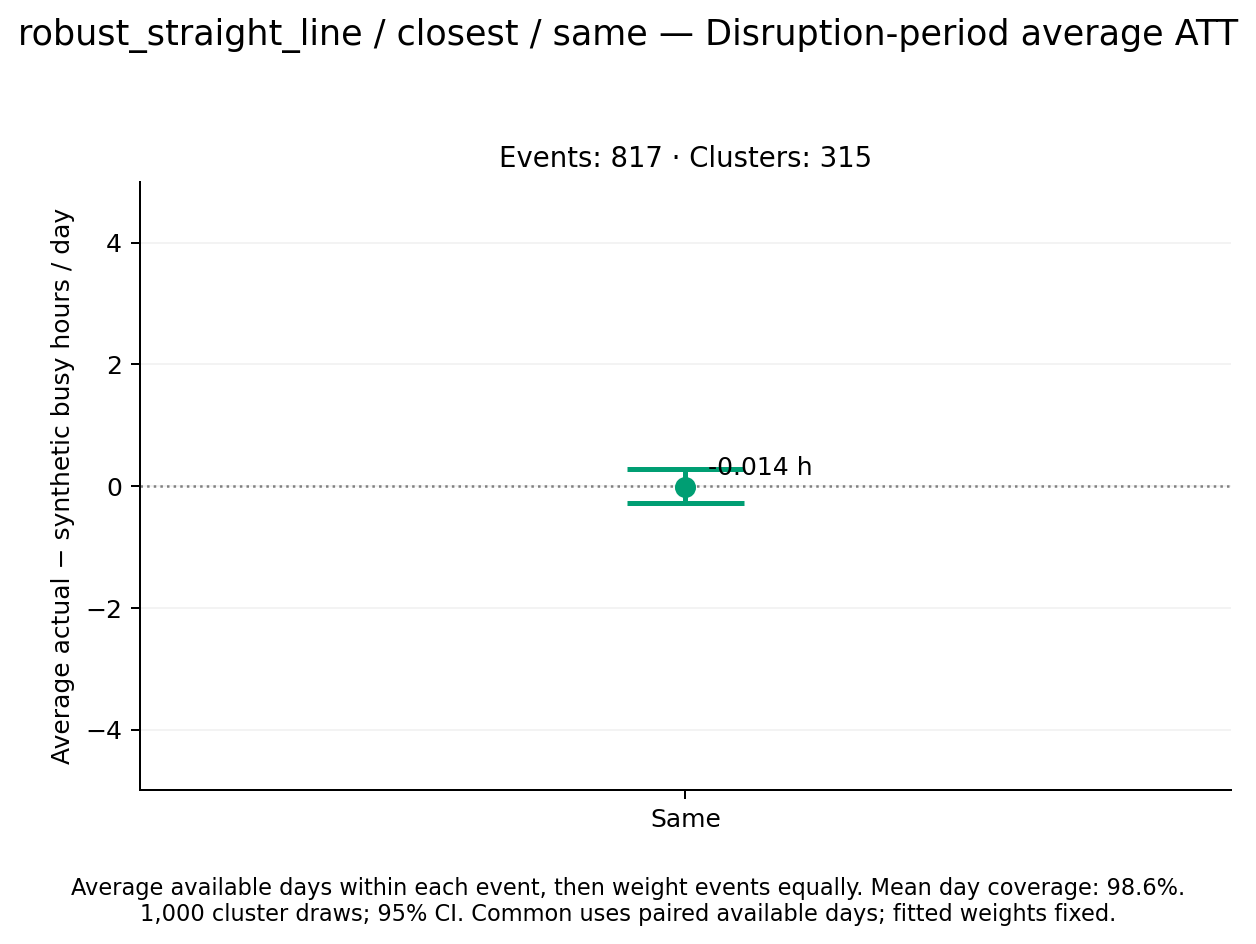 robust_straight_line / closest / same — Disruption-period average ATT
Events: 817 · Clusters: 315
Average actual − synthetic busy hours / day
4
2
0
−2
−4
-0.014 h
Same
Average available days within each event, then weight events equally. Mean day coverage: 98.6%.
1,000 cluster draws; 95% CI. Common uses paired available days; fitted weights fixed.